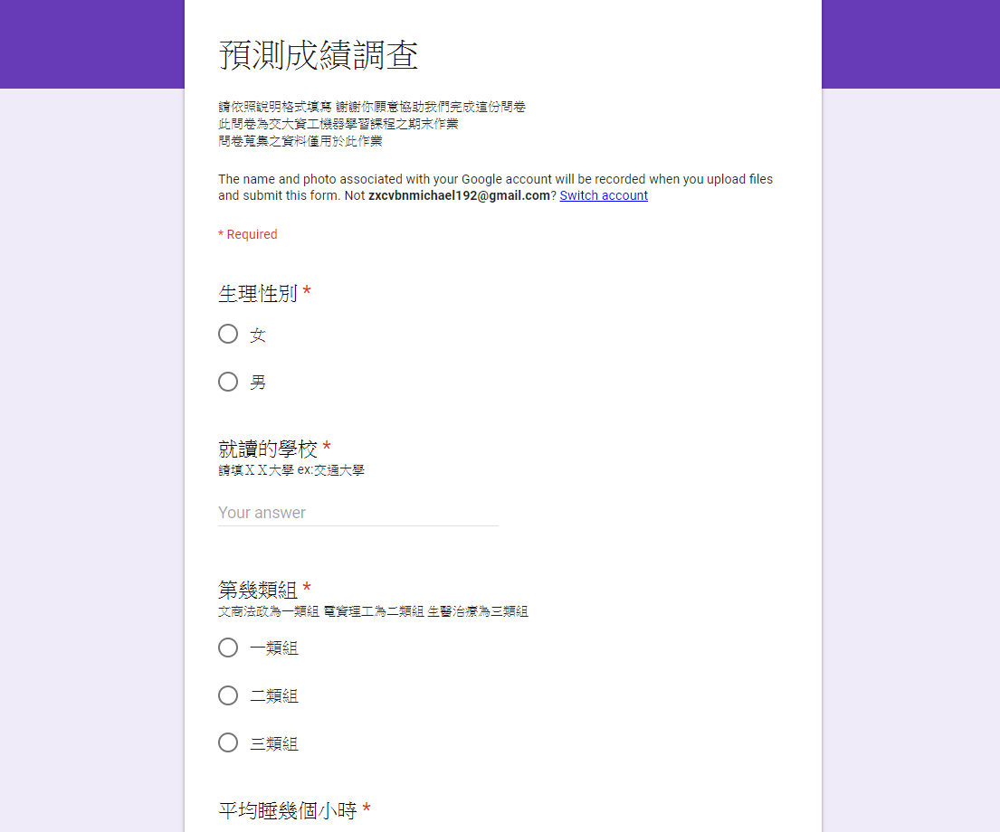 預測成績調查
請依照說明格式填寫 謝謝你願意協助我們完成這份問卷
此問卷為交大資工機器學習課程之期末作業
問卷蒐集之資料僅用於此作業
The name and photo associated with your Google account will be recorded when you upload files
and submit this form. Not zxcvbnmichael192@gmail.com? Switch account
* Required
生理性別 *
女
男
就讀的學校 *
請填ＸＸ大學 ex:交通大學
Your answer
第幾類組 *
文商法政為一類組 電資理工為二類組 生醫治療為三類組
一類組
二類組
三類組
平均睡幾個小時 *